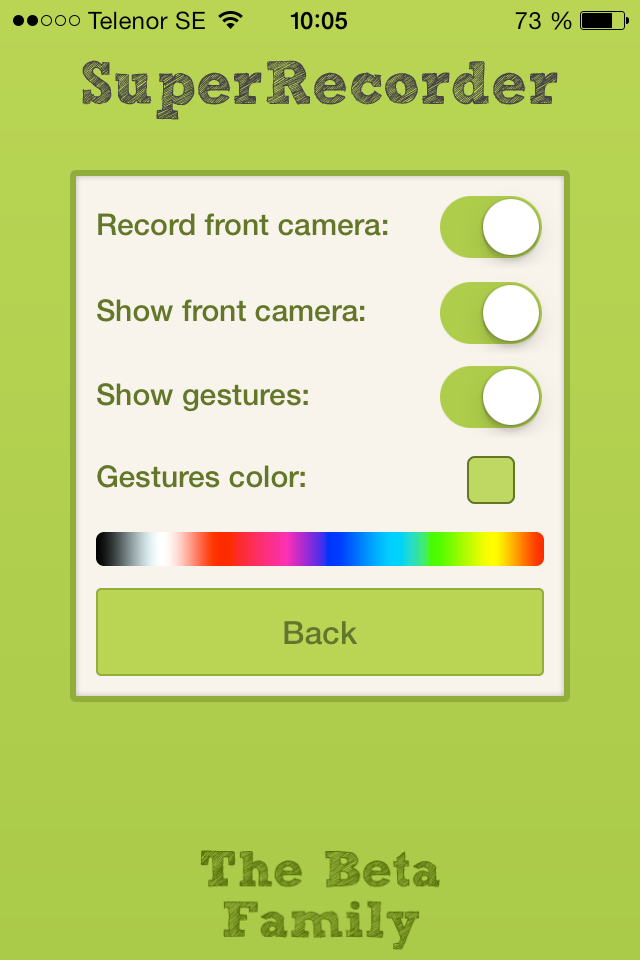 Telenor SE 10:05 73 %
SuperRecorder
Record front camera:
Show front camera:
Show gestures:
Gestures color:
Back
The Beta
Family